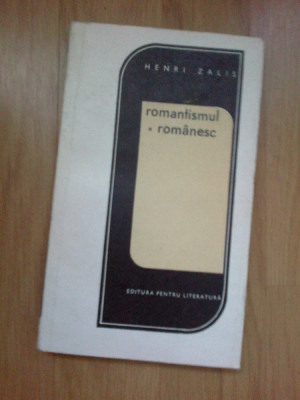 HENRI ZALIS
romantismul
românesc
EDITURA PENTRU LITERATURĂ